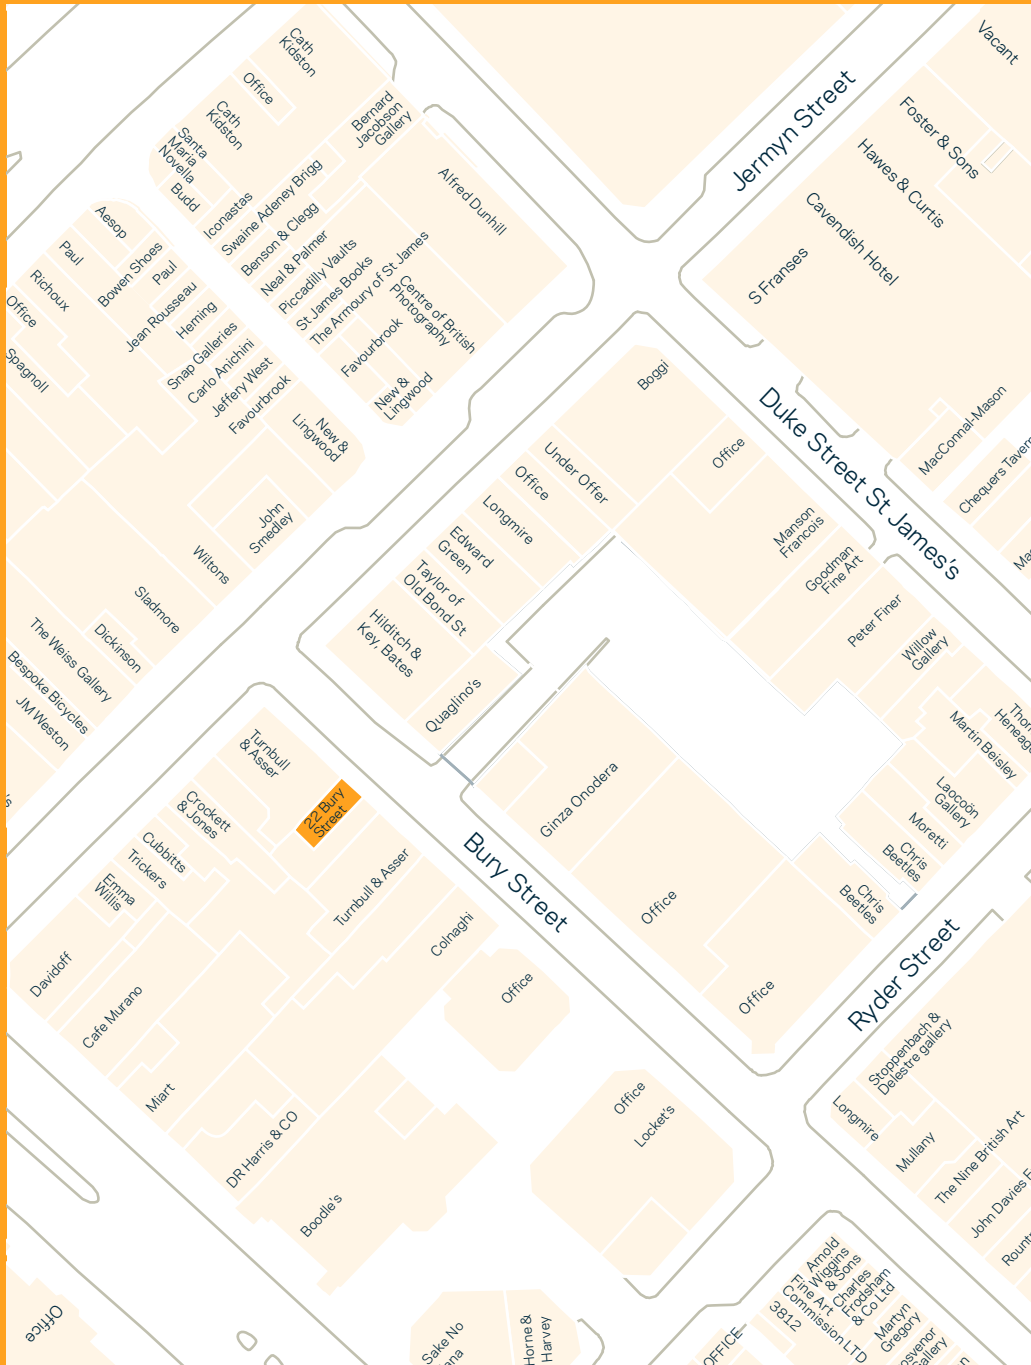 Cath
Kidston
Office
Cath
Kidston
Santa
Maria
Novella
Budd
Bernard
Jacobson
Gallery
Alfred Dunhill
Iconastas
Swaine Adeney Brigg
Benson & Clegg
Neal & Palmer
Piccadilly Vaults
St James Books
The Armoury of St James
Centre of British
Photography
Favourbrook
New &
Lingwood
Aesop
Paul
Richoux
Office
Spagnoll
Bowen Shoes
Paul
Jean Rousseau
Heming
Snap Galleries
Carlo Anichini
Jeffery West
Favourbrook
New &
Lingwood
John
Smedley
Wiltons
Sladmore
Dickinson
The Weiss Gallery
Bespoke Bicycles
JM Weston
Jermyn Street
Vacant
Foster & Sons
Hawes & Curtis
Cavendish Hotel
S Franses
MacConnal-Mason
Chequers Tavern
Duke Street St James's
Boggi
Office
Under Offer
Office
Longmire
Edward
Green
Taylor of
Old Bond St
Hilditch &
Key, Bates
Quaglino's
Manson
Francois
Goodman
Fine Art
Peter Finer
Willow
Gallery
Martin Beisley
Laocoön
Gallery
Moretti
Chris
Beetles
Chris
Beetles
Ginza Onodera
Office
Office
Turnbull
& Asser
22 Bury
Street
Crockett
& Jones
Cubbitts
Trickers
Emma
Willis
Davidoff
Cafe Murano
Miart
Turnbull & Asser
Colnaghi
Bury Street
Office
DR Harris & CO
Boodle's
Office
Locket's
Ryder Street
Stoppenbach &
Delestre gallery
Longmire
Mullany
The Nine British Art
John Davies
Arnold
Wiggins
& Sons
Fine Art
Commission LTD
3812
Charles
Frodsham
& Co Ltd
Martyn
Gregory
OFFICE
Sake No
Horne &
Harvey
Office